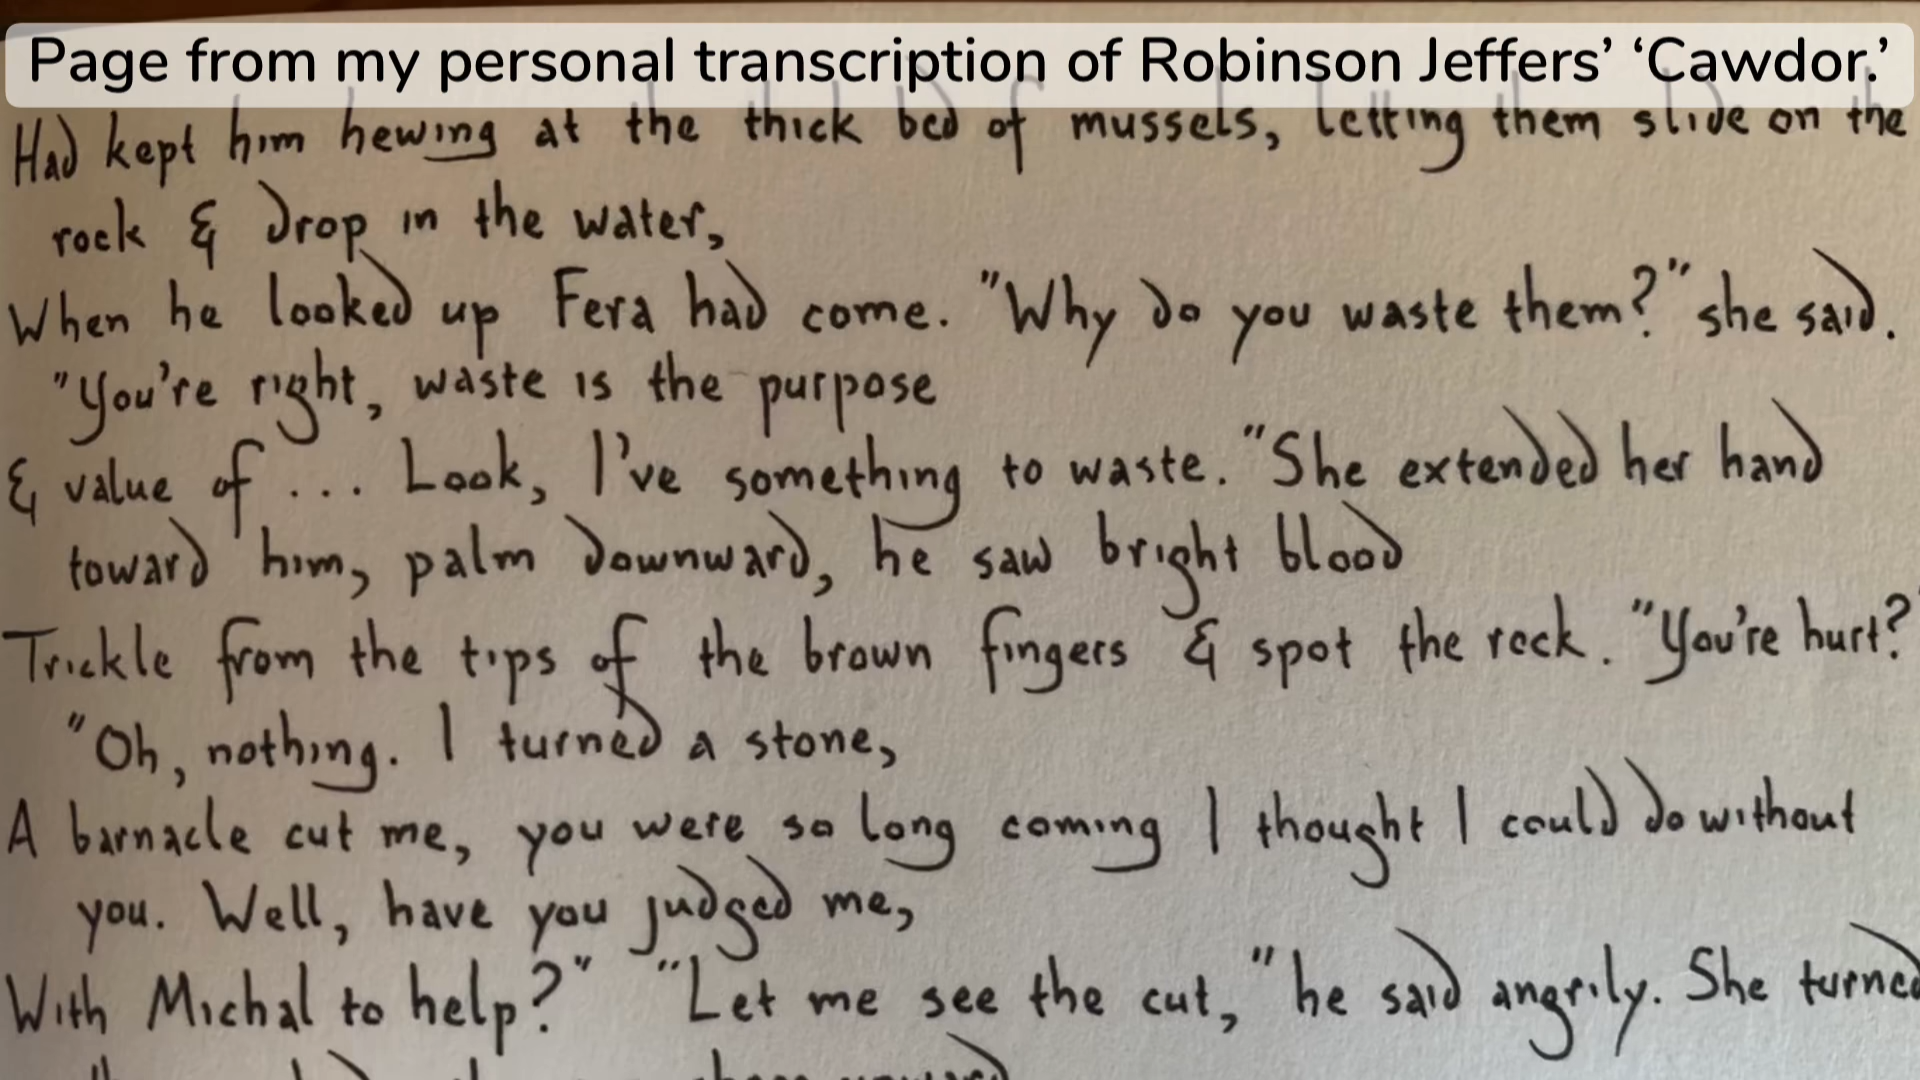 Page from my personal transcription of Robinson Jeffers’ ‘Cawdor.’
Had kept him hewing at the thick bed of mussels, letting them slide on the
rock & drop in the water,
When he looked up Fera had come. "Why do you waste them?" she said.
"You're right, waste is the purpose
& value of ... Look, I've something to waste." She extended her hand
toward him, palm downward, he saw bright blood
Trickle from the tips of the brown fingers & spot the rock. "You're hurt?"
"Oh, nothing. I turned a stone,
A barnacle cut me, you were so long coming I thought I could do without
you. Well, have you judged me,
With Michal to help?" "Let me see the cut," he said angrily. She turned